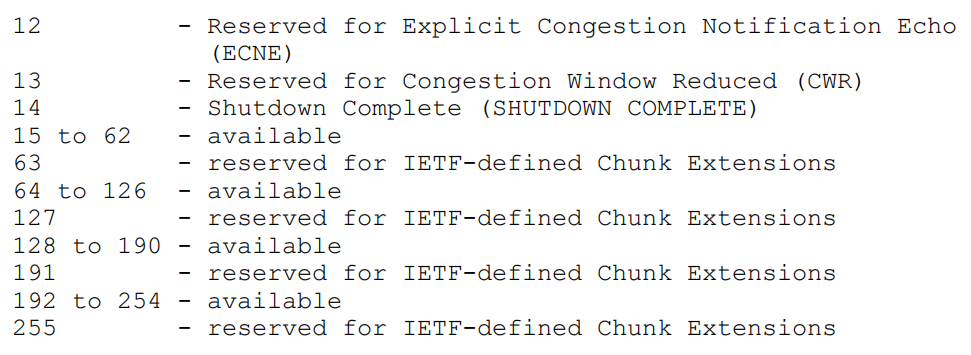 12         - Reserved for Explicit Congestion Notification Echo
             (ECNE)
13         - Reserved for Congestion Window Reduced (CWR)
14         - Shutdown Complete (SHUTDOWN COMPLETE)
15 to 62   - available
63         - reserved for IETF-defined Chunk Extensions
64 to 126  - available
127        - reserved for IETF-defined Chunk Extensions
128 to 190 - available
191        - reserved for IETF-defined Chunk Extensions
192 to 254 - available
255        - reserved for IETF-defined Chunk Extensions